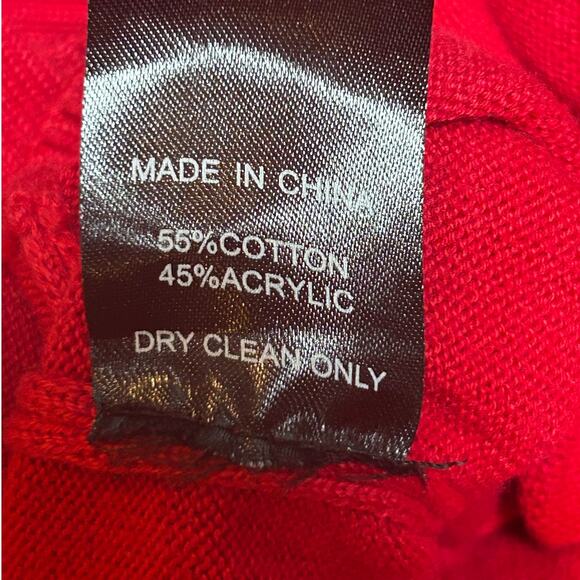 MADE IN CHINA
55%COTTON
45%ACRYLIC
DRY CLEAN ONLY